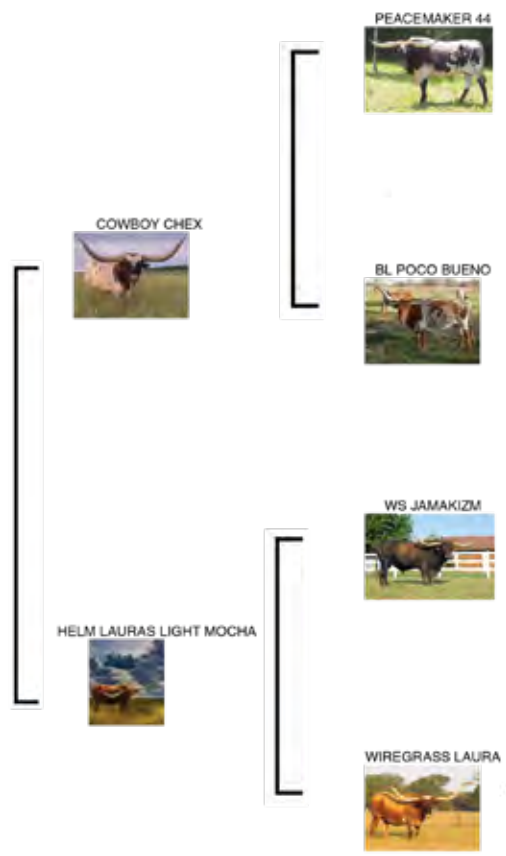 PEACEMAKER 44
COWBOY CHEX
BL POCO BUENO
WS JAMAKIZM
HELM LAURAS LIGHT MOCHA
WIREGRASS LAURA